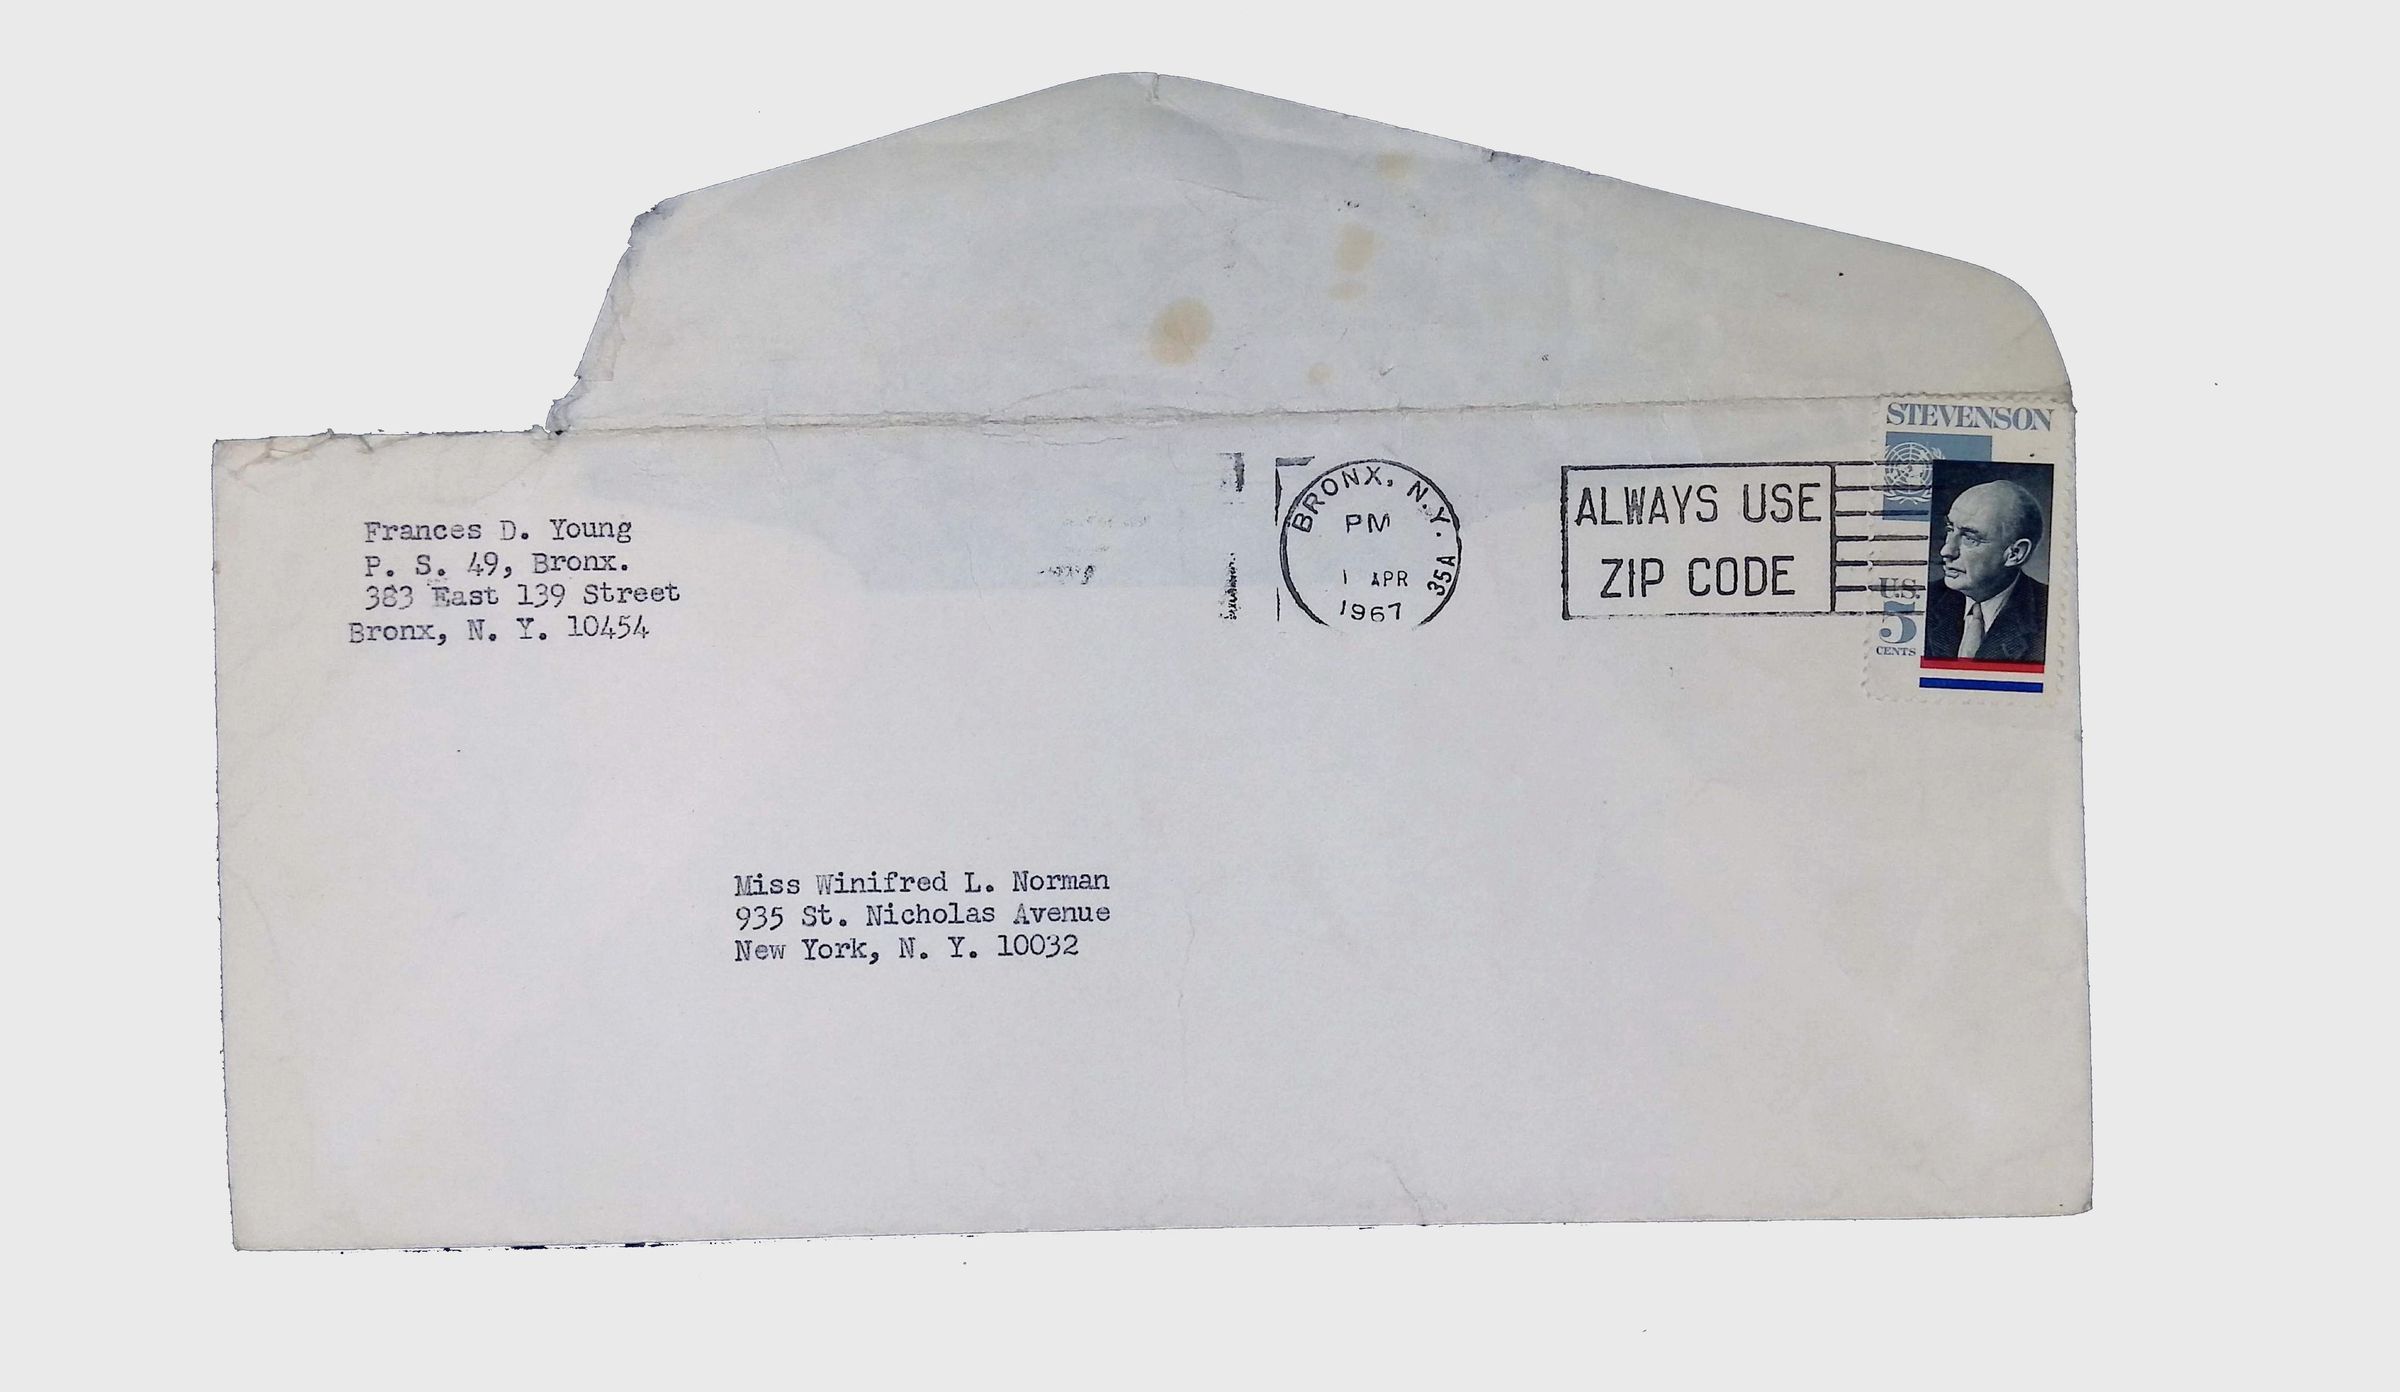 Frances D. Young
P. S. 49, Bronx.
383 East 139 Street
Bronx, N. Y. 10454
BRONX, N.Y.
PM
1 APR
1967
35A
ALWAYS USE
ZIP CODE
STEVENSON
U.S.
5
CENTS
Miss Winifred L. Norman
935 St. Nicholas Avenue
New York, N. Y. 10032